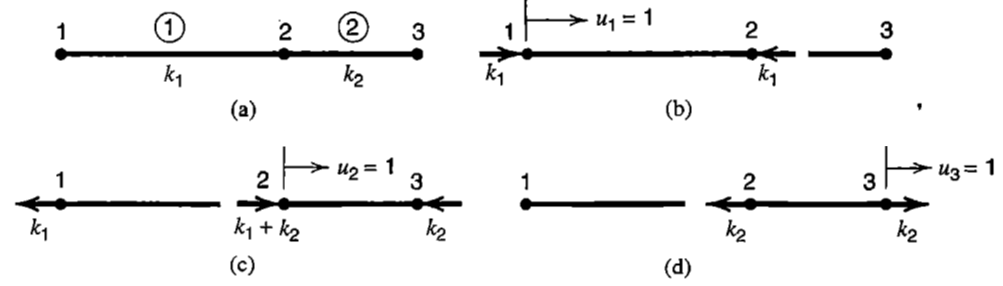 1 ① 2 ② 3
k₁ k₂
(a)
u₁ = 1
1 2 3
k₁ k₁
(b)
u₂ = 1
1 2 3
k₁ k₁ + k₂ k₂
(c)
u₃ = 1
1 2 3
k₂ k₂
(d)